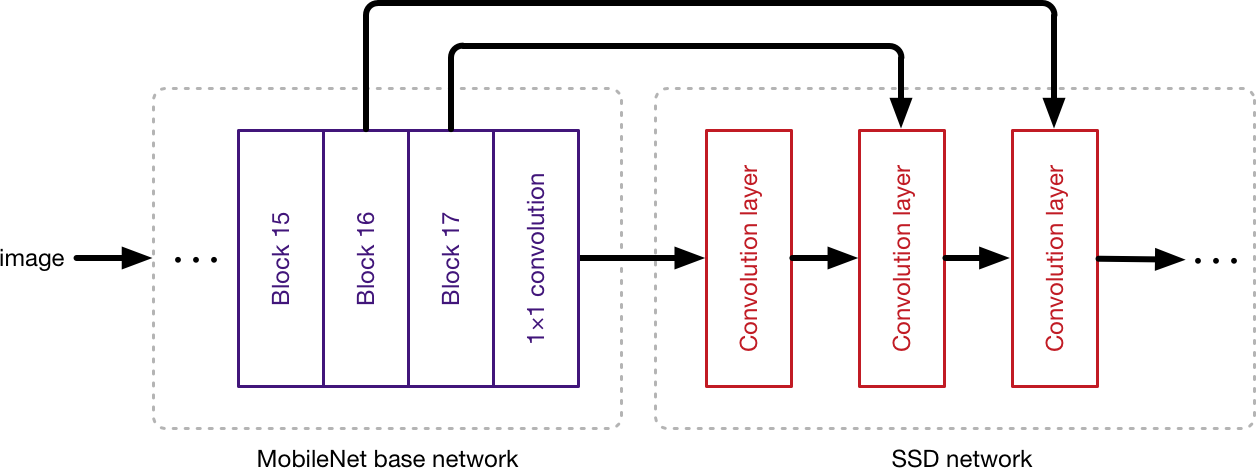 image
. . .
Block 15
Block 16
Block 17
1×1 convolution
Convolution layer
Convolution layer
Convolution layer
. . .
MobileNet base network
SSD network